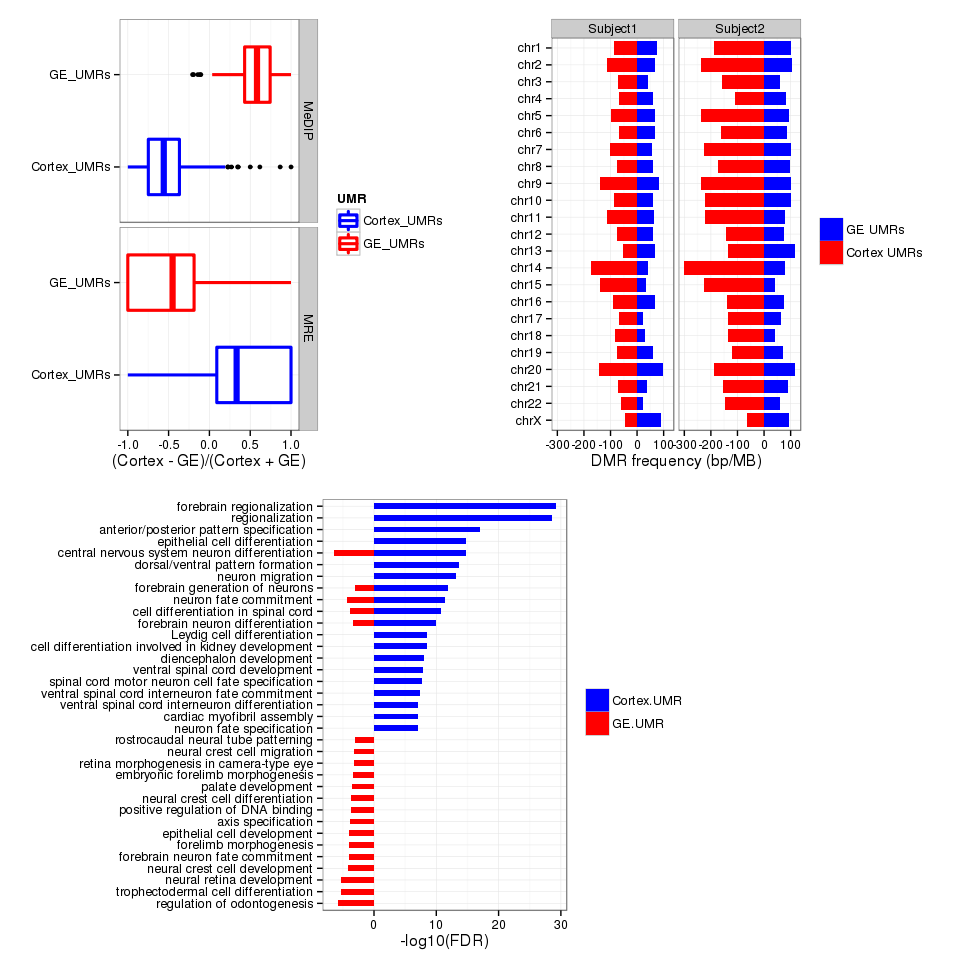 GE_UMRs
Cortex_UMRs
MeDIP
GE_UMRs
Cortex_UMRs
MRE
-1.0 -0.5 0.0 0.5 1.0
(Cortex - GE)/(Cortex + GE)
UMR
Cortex_UMRs
GE_UMRs
Subject1 Subject2
chr1
chr2
chr3
chr4
chr5
chr6
chr7
chr8
chr9
chr10
chr11
chr12
chr13
chr14
chr15
chr16
chr17
chr18
chr19
chr20
chr21
chr22
chrX
-300 -200 -100 0 100 -300 -200 -100 0 100
DMR frequency (bp/MB)
GE UMRs
Cortex UMRs
forebrain regionalization
regionalization
anterior/posterior pattern specification
epithelial cell differentiation
central nervous system neuron differentiation
dorsal/ventral pattern formation
neuron migration
forebrain generation of neurons
neuron fate commitment
cell differentiation in spinal cord
forebrain neuron differentiation
Leydig cell differentiation
cell differentiation involved in kidney development
diencephalon development
ventral spinal cord development
spinal cord motor neuron cell fate specification
ventral spinal cord interneuron fate commitment
ventral spinal cord interneuron differentiation
cardiac myofibril assembly
neuron fate specification
rostrocaudal neural tube patterning
neural crest cell migration
retina morphogenesis in camera-type eye
embryonic forelimb morphogenesis
palate development
neural crest cell differentiation
positive regulation of DNA binding
axis specification
epithelial cell development
forelimb morphogenesis
forebrain neuron fate commitment
neural crest cell development
neural retina development
trophectodermal cell differentiation
regulation of odontogenesis
0 10 20 30
-log10(FDR)
Cortex.UMR
GE.UMR